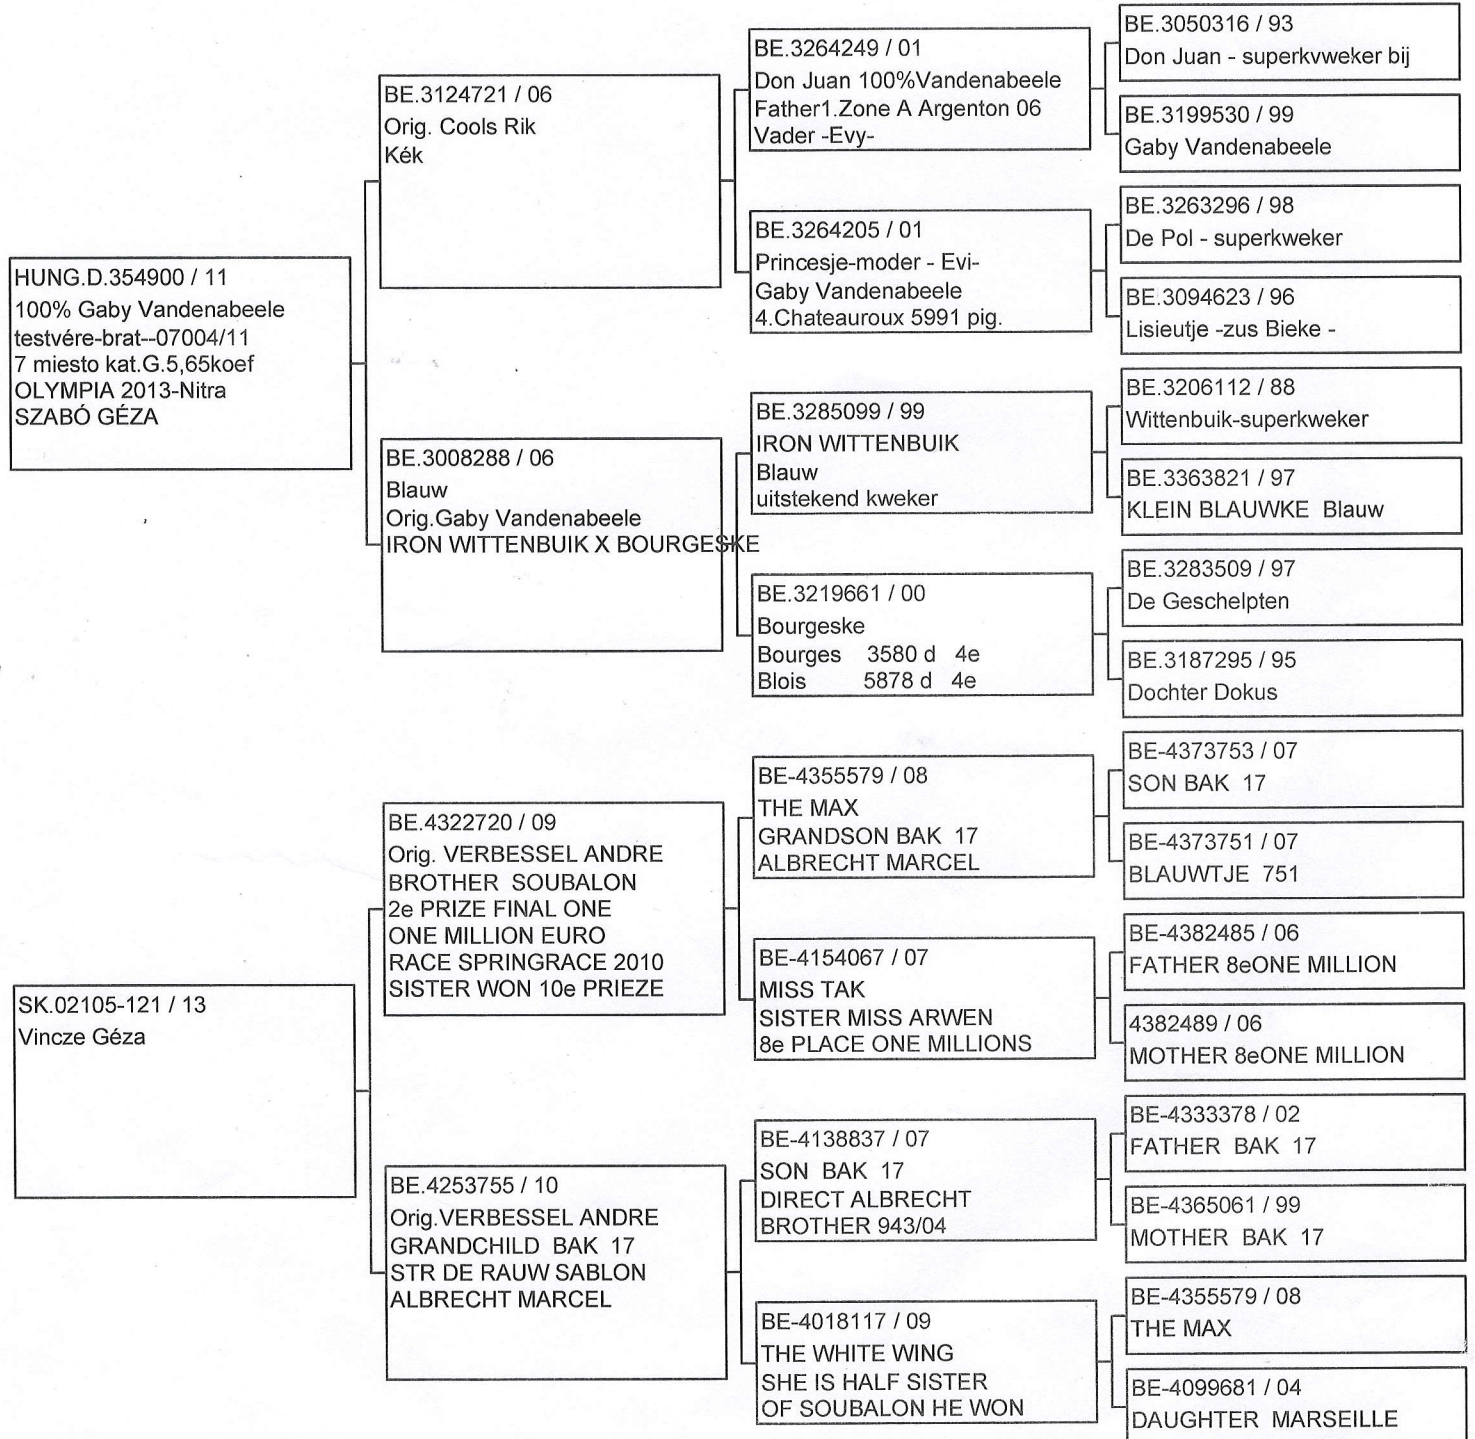 HUNG.D.354900 / 11
100% Gaby Vandenabeele
testvére-brat--07004/11
7 miesto kat.G.5,65koef
OLYMPIA 2013-Nitra
SZABÓ GÉZA
SK.02105-121 / 13
Vincze Géza
BE.3124721 / 06
Orig. Cools Rik
Kék
BE.3008288 / 06
Blauw
Orig.Gaby Vandenabeele
IRON WITTENBUIK X BOURGESKE
BE.4322720 / 09
Orig. VERBESSEL ANDRE
BROTHER SOUBALON
2e PRIZE FINAL ONE
ONE MILLION EURO
RACE SPRINGRACE 2010
SISTER WON 10e PRIEZE
BE.4253755 / 10
Orig.VERBESSEL ANDRE
GRANDCHILD BAK 17
STR DE RAUW SABLON
ALBRECHT MARCEL
BE.3264249 / 01
Don Juan 100%Vandenabeele
Father1.Zone A Argenton 06
Vader -Evy-
BE.3264205 / 01
Princesje-moder - Evi-
Gaby Vandenabeele
4.Chateauroux 5991 pig.
BE.3285099 / 99
IRON WITTENBUIK
Blauw
uitstekend kweker
BE.3219661 / 00
Bourgeske
Bourges 3580 d 4e
Blois 5878 d 4e
BE-4355579 / 08
THE MAX
GRANDSON BAK 17
ALBRECHT MARCEL
BE-4154067 / 07
MISS TAK
SISTER MISS ARWEN
8e PLACE ONE MILLIONS
BE-4138837 / 07
SON BAK 17
DIRECT ALBRECHT
BROTHER 943/04
BE-4018117 / 09
THE WHITE WING
SHE IS HALF SISTER
OF SOUBALON HE WON
BE.3050316 / 93
Don Juan - superkvweker bij
BE.3199530 / 99
Gaby Vandenabeele
BE.3263296 / 98
De Pol - superkweker
BE.3094623 / 96
Lisieutje -zus Bieke -
BE.3206112 / 88
Wittenbuik-superkweker
BE.3363821 / 97
KLEIN BLAUWKE Blauw
BE.3283509 / 97
De Geschelpten
BE.3187295 / 95
Dochter Dokus
BE-4373753 / 07
SON BAK 17
BE-4373751 / 07
BLAUWTJE 751
BE-4382485 / 06
FATHER 8eONE MILLION
4382489 / 06
MOTHER 8eONE MILLION
BE-4333378 / 02
FATHER BAK 17
BE-4365061 / 99
MOTHER BAK 17
BE-4355579 / 08
THE MAX
BE-4099681 / 04
DAUGHTER MARSEILLE